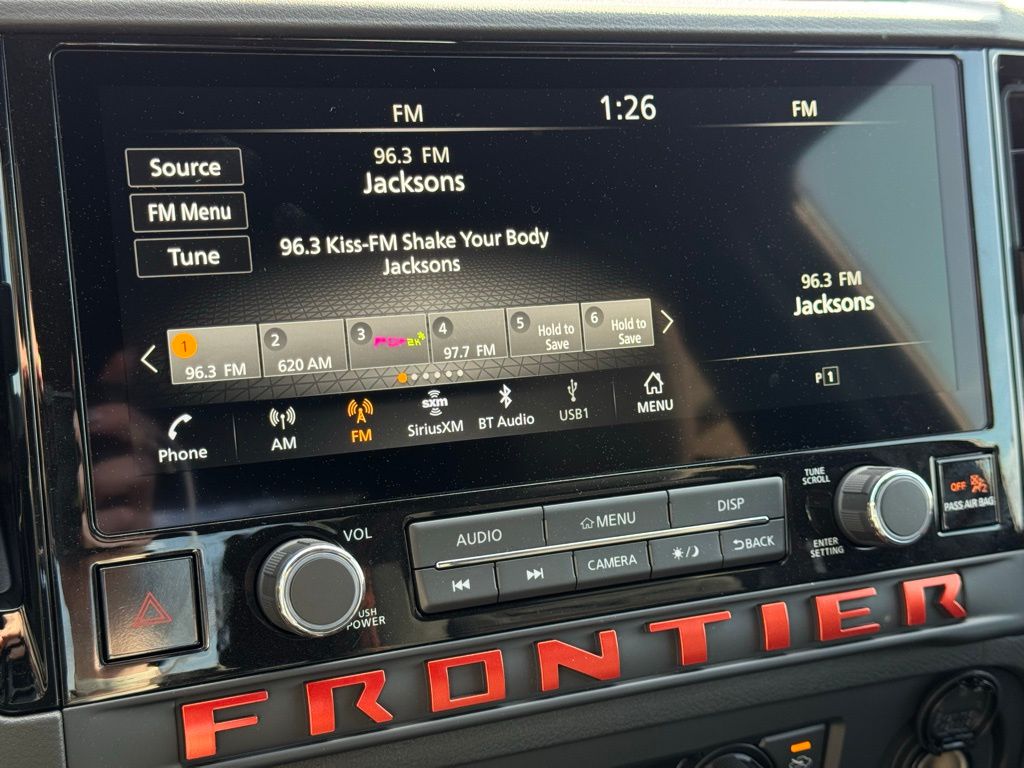 FM
1:26
FM
Source
FM Menu
Tune
96.3 FM
Jacksons
96.3 Kiss-FM Shake Your Body
Jacksons
96.3 FM
Jacksons
1
96.3 FM
2
620 AM
3
4
97.7 FM
5
Hold to
Save
6
Hold to
Save
P 1
Phone
AM
FM
sxm
SiriusXM
BT Audio
USB1
MENU
VOL
PUSH
POWER
AUDIO
MENU
DISP
CAMERA
BACK
TUNE
SCROLL
ENTER
SETTING
OFF
PASS AIR BAG
FRONTIER